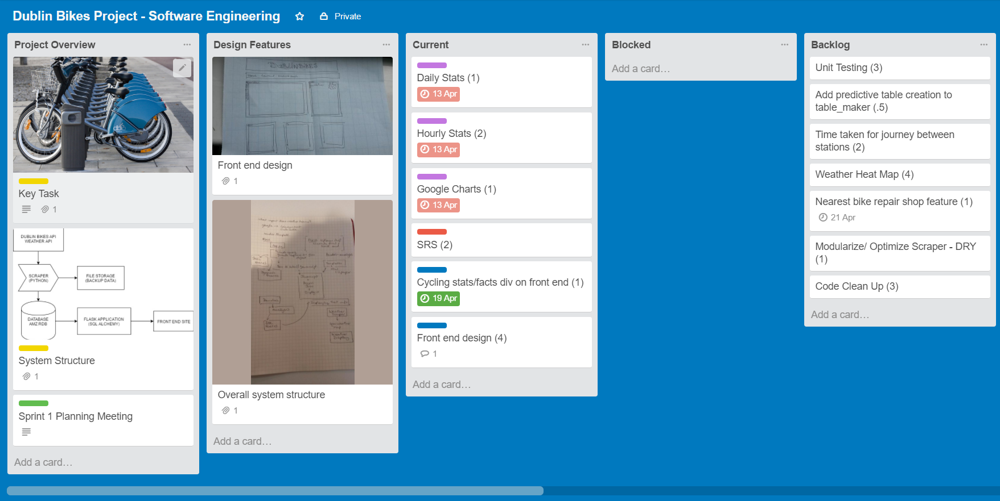 Dublin Bikes Project - Software Engineering
Private
Project Overview
Key Task
1
DUBLIN BIKES API
WEATHER API
SCRAPER
(PYTHON)
FILE STORAGE
(BACKUP DATA)
DATABASE
AMZ RDB
FLASK APPLICATION
(SQL ALCHEMY)
FRONT END SITE
System Structure
1
Sprint 1 Planning Meeting
Add a card…
Design Features
Front end design
1
Overall system structure
1
Add a card…
Current
Daily Stats (1)
13 Apr
Hourly Stats (2)
13 Apr
Google Charts (1)
13 Apr
SRS (2)
Cycling stats/facts div on front end (1)
19 Apr
Front end design (4)
1
Add a card…
Blocked
Add a card…
Backlog
Unit Testing (3)
Add predictive table creation to
table_maker (.5)
Time taken for journey between
stations (2)
Weather Heat Map (4)
Nearest bike repair shop feature (1)
21 Apr
Modularize/ Optimize Scraper - DRY
(1)
Code Clean Up (3)
Add a card…